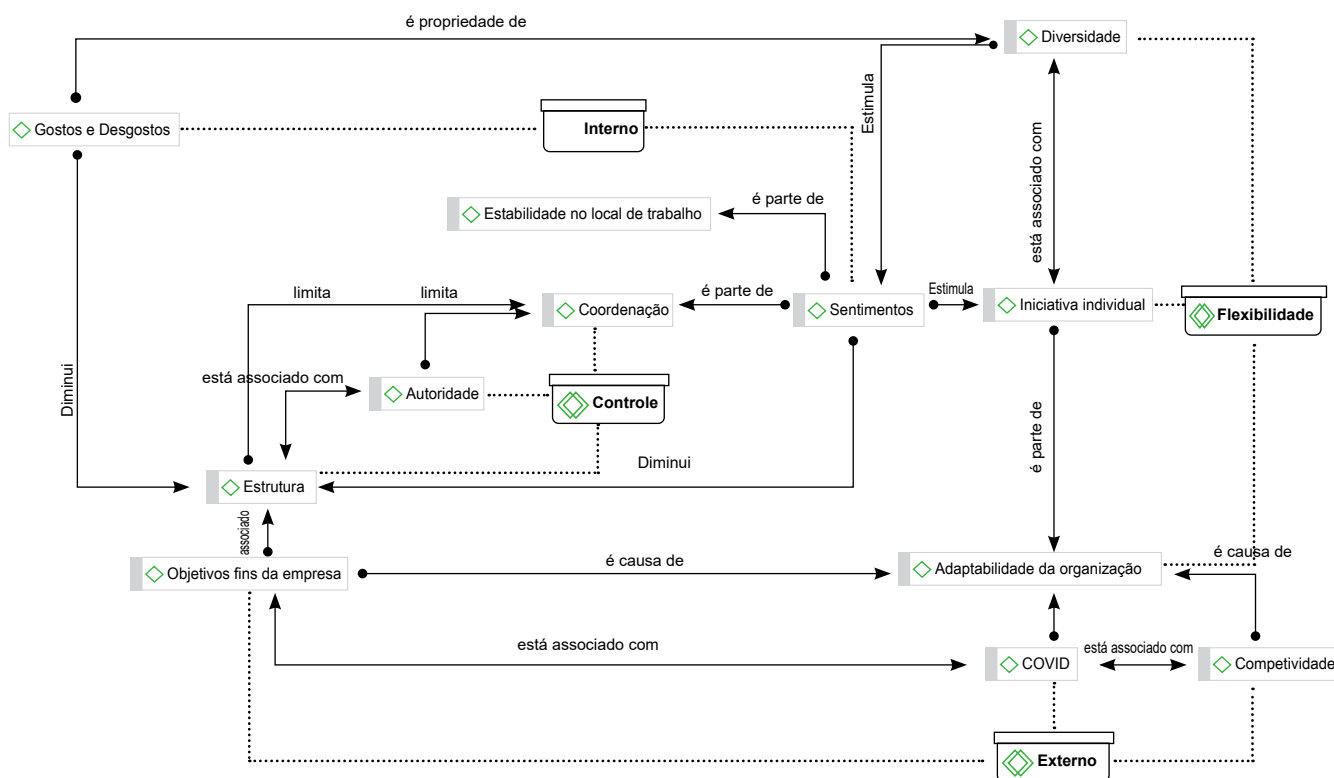 é propriedade de
Diversidade
Gostos e Desgostos
Interno
Estimula
está associado com
é parte de
Estabilidade no local de trabalho
limita
limita
Coordenação
é parte de
Sentimentos
Estimula
Iniciativa individual
Flexibilidade
Diminui
está associado com
Autoridade
Controle
é parte de
Diminui
Estrutura
associado
Objetivos fins da empresa
é causa de
Adaptabilidade da organização
é causa de
está associado com
COVID
está associado com
Competividade
Externo